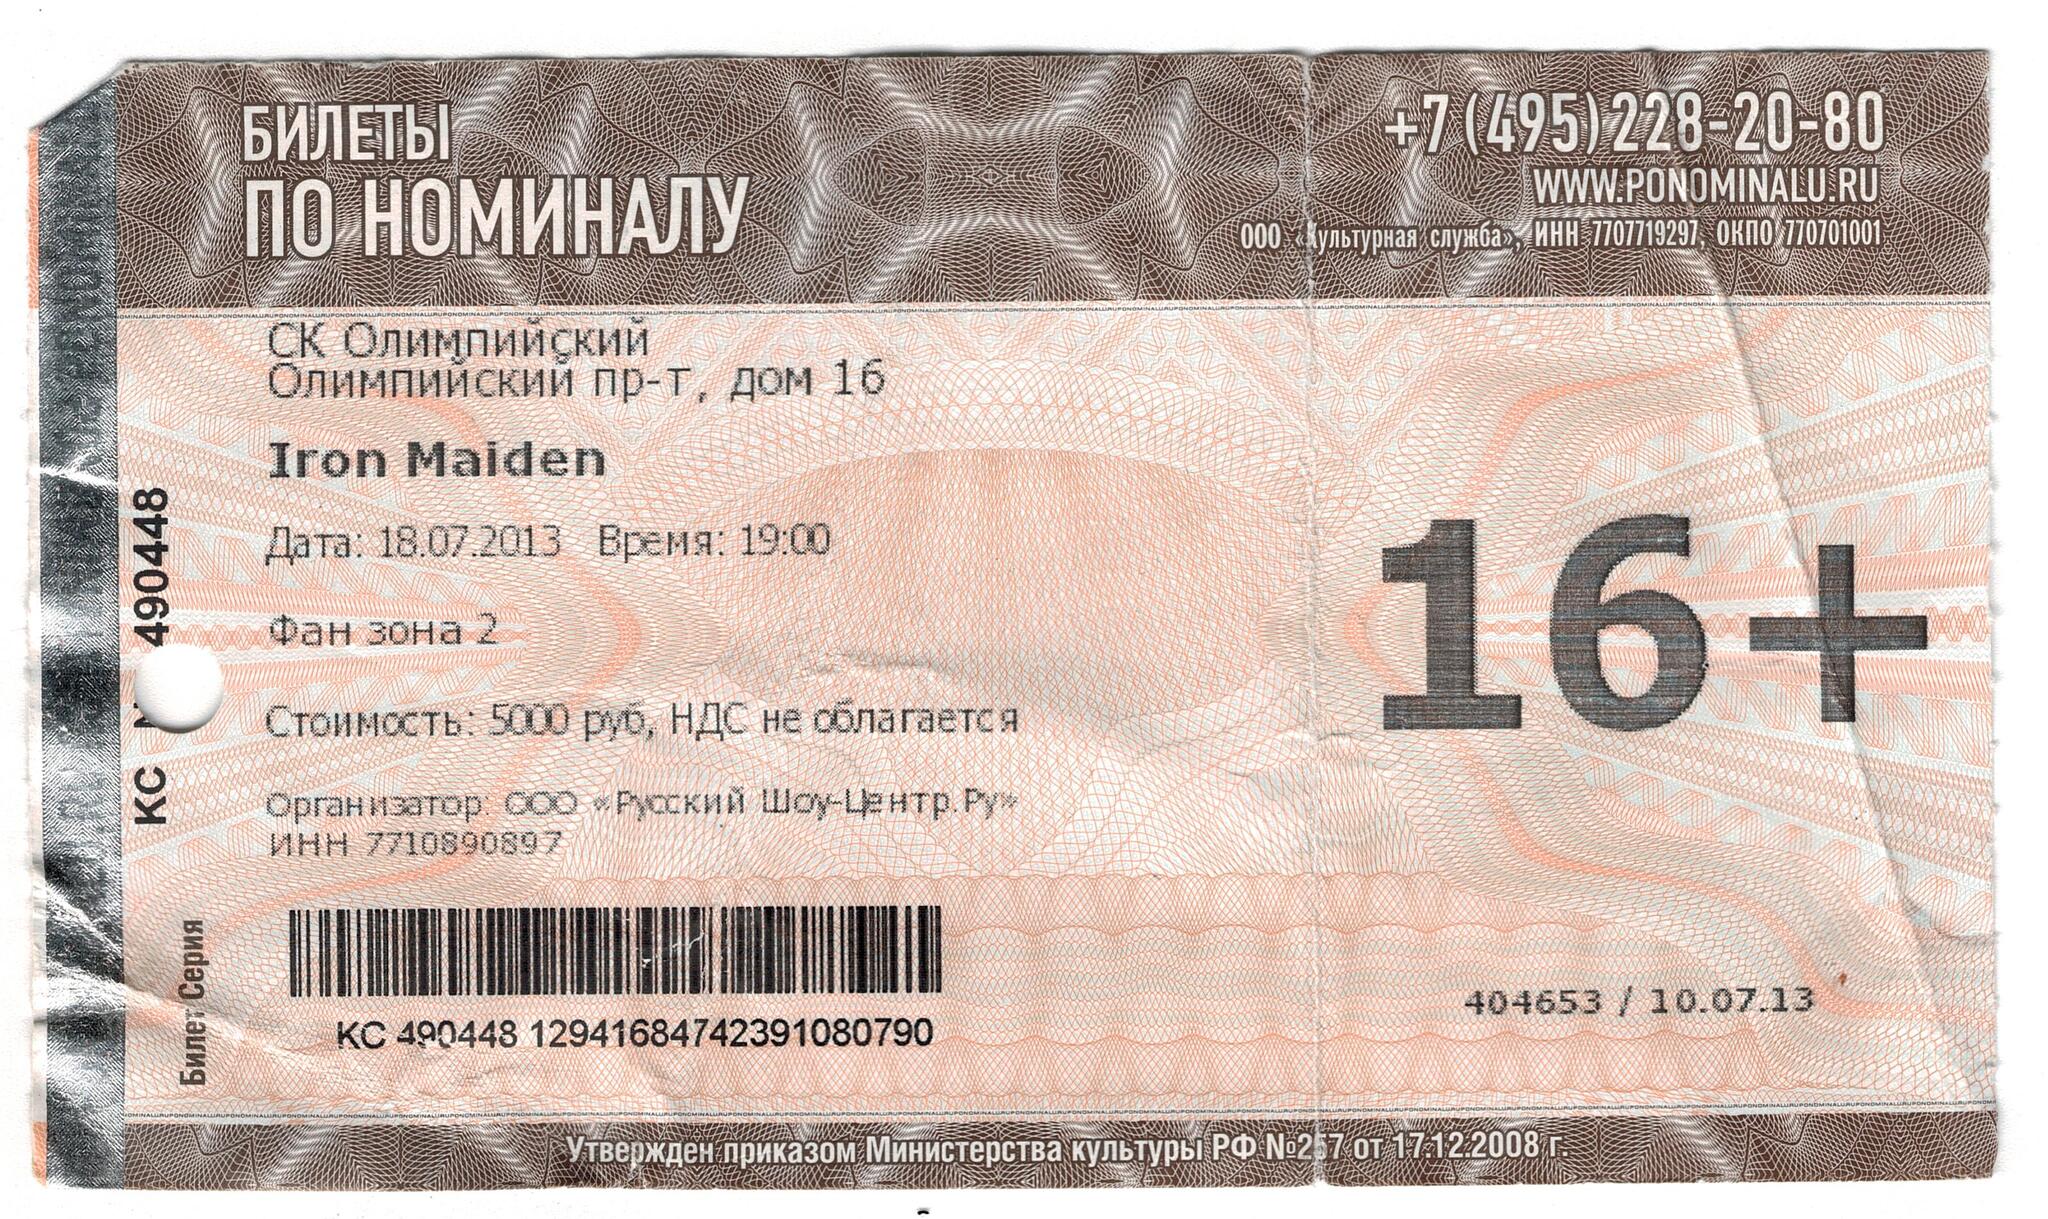 БИЛЕТЫ
ПО НОМИНАЛУ
+7 (495) 228-20-80
WWW.PONOMINALU.RU
ООО «Культурная служба», ИНН 7707719297, ОКПО 770701001
СК Олимпийский
Олимпийский пр-т, дом 16
Iron Maiden
Дата: 18.07.2013 Время: 19:00
Фан зона 2
Стоимость: 5000 руб, НДС не облагается
Организатор: ООО «Русский Шоу-Центр.Ру»
ИНН 7710890897
16+
КС 490448
Билет Серия
КС 490448 12941684742391080790
404653 / 10.07.13
Утвержден приказом Министерства культуры РФ №257 от 17.12.2008 г.